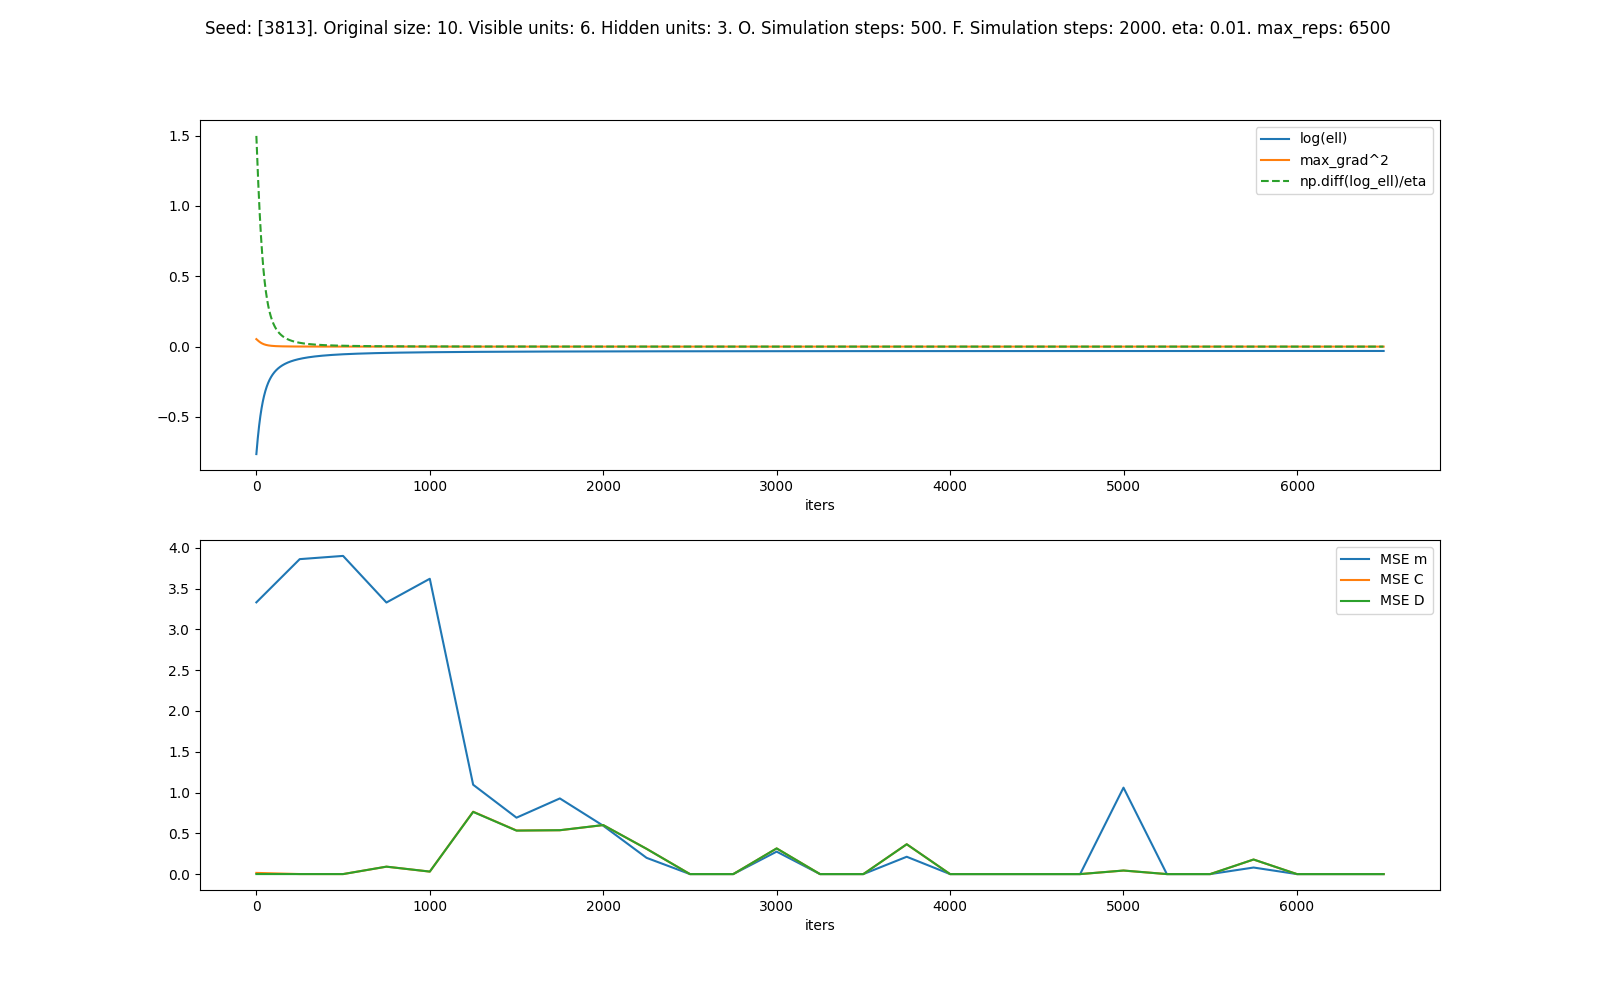 Seed: [3813]. Original size: 10. Visible units: 6. Hidden units: 3. O. Simulation steps: 500. F. Simulation steps: 2000. eta: 0.01. max_reps: 6500
1.5
1.0
0.5
0.0
−0.5
log(ell)
max_grad^2
np.diff(log_ell)/eta
0 1000 2000 3000 4000 5000 6000
iters
4.0
3.5
3.0
2.5
2.0
1.5
1.0
0.5
0.0
MSE m
MSE C
MSE D
0 1000 2000 3000 4000 5000 6000
iters